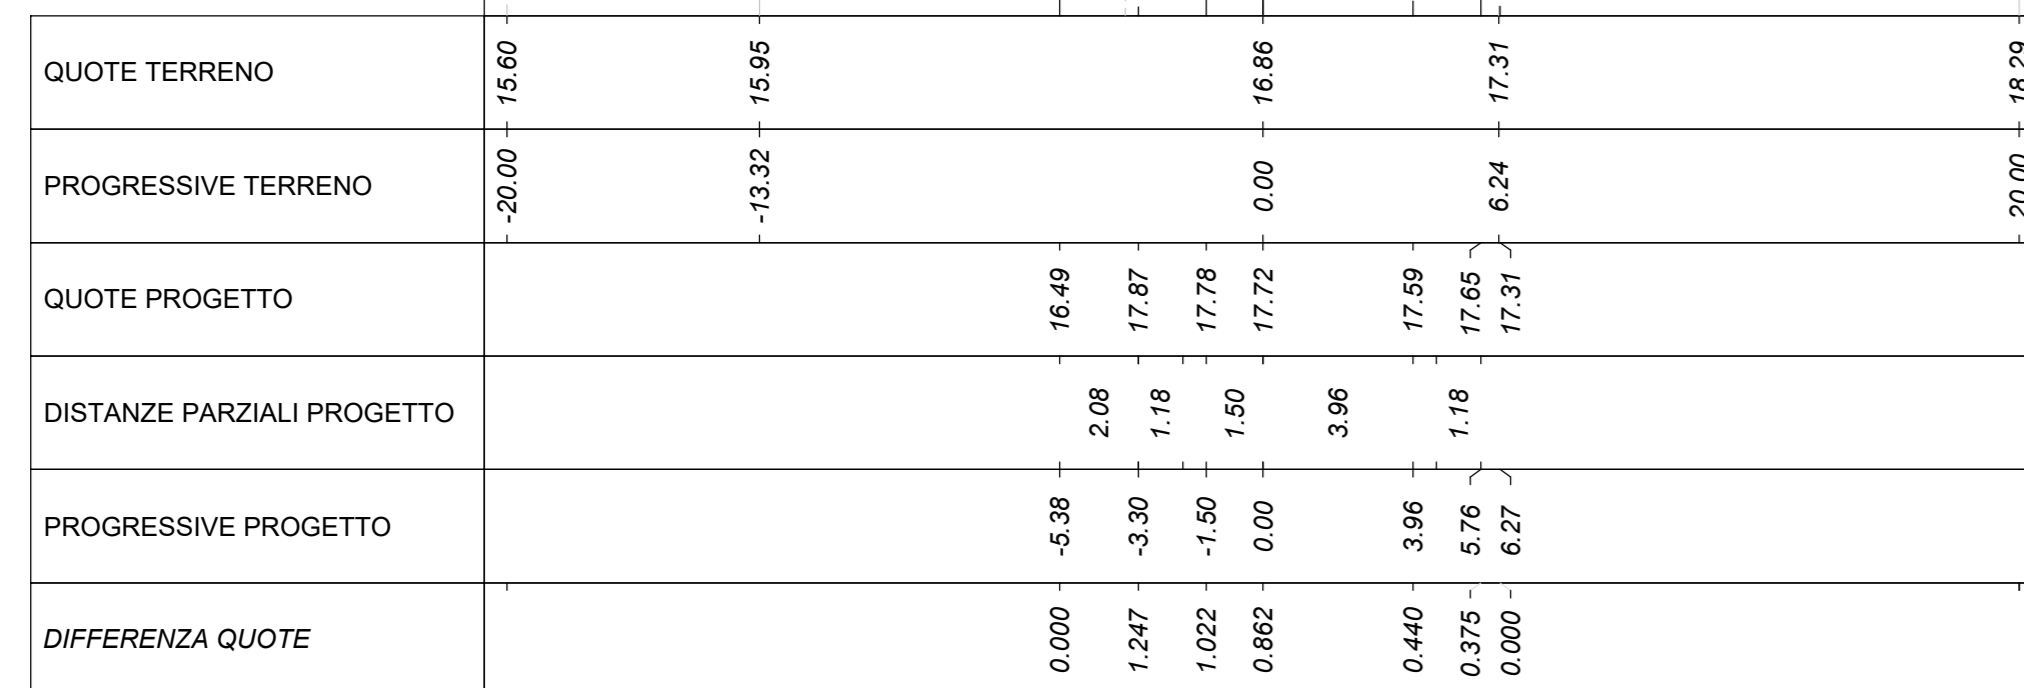 QUOTE TERRENO 15.60 15.95 16.86 17.31 18.29
PROGRESSIVE TERRENO -20.00 -13.32 0.00 6.24 20.00
QUOTE PROGETTO 16.49 17.87 17.78 17.72 17.59 17.65 17.31
DISTANZE PARZIALI PROGETTO 2.08 1.18 1.50 3.96 1.18
PROGRESSIVE PROGETTO -5.38 -3.30 -1.50 0.00 3.96 5.76 6.27
DIFFERENZA QUOTE 0.000 1.247 1.022 0.862 0.440 0.375 0.000